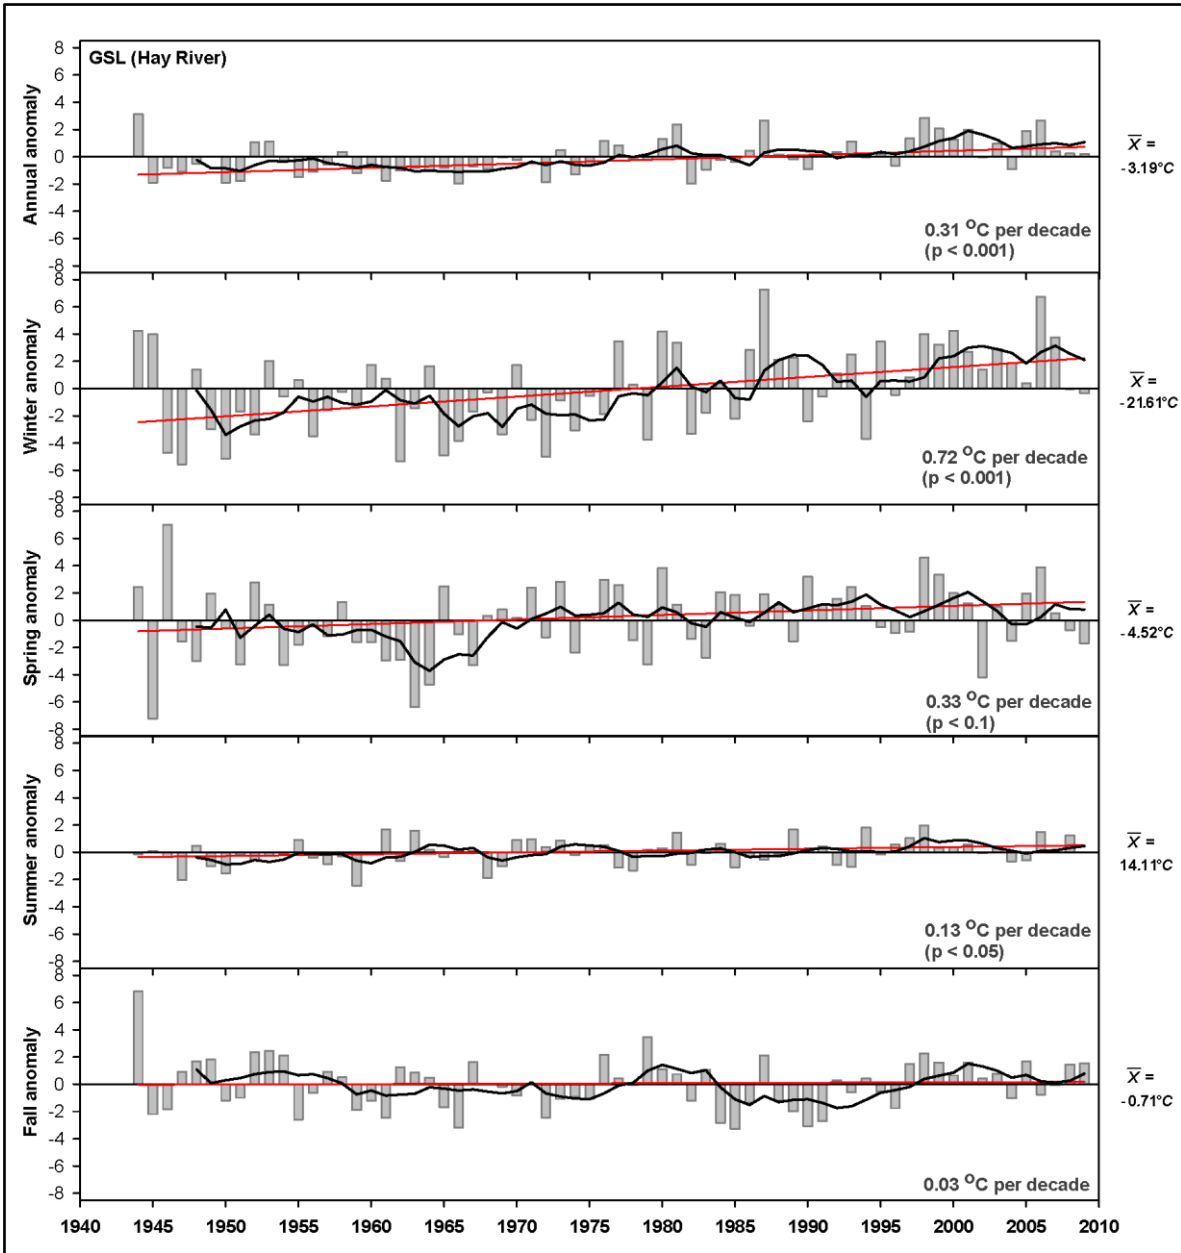 GSL (Hay River)
Annual anomaly
8
6
4
2
0
-2
-4
-6
-8
0.31 °C per decade
(p < 0.001)
X̅ =
-3.19°C
Winter anomaly
8
6
4
2
0
-2
-4
-6
-8
0.72 °C per decade
(p < 0.001)
X̅ =
-21.61°C
Spring anomaly
8
6
4
2
0
-2
-4
-6
-8
0.33 °C per decade
(p < 0.1)
X̅ =
-4.52°C
Summer anomaly
8
6
4
2
0
-2
-4
-6
-8
0.13 °C per decade
(p < 0.05)
X̅ =
14.11°C
Fall anomaly
8
6
4
2
0
-2
-4
-6
-8
0.03 °C per decade
X̅ =
-0.71°C
1940 1945 1950 1955 1960 1965 1970 1975 1980 1985 1990 1995 2000 2005 2010